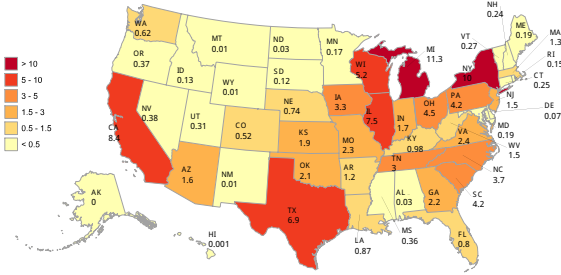 NH
0.24
WA
0.62
ME
0.19
VT
0.27
MA
1.3
MT
0.01
ND
0.03
MN
0.17
MI
11.3
RI
0.15
OR
0.37
ID
0.13
WI
5.2
NY
10
CT
0.25
> 10
5 - 10
3 - 5
1.5 - 3
0.5 - 1.5
< 0.5
SD
0.12
WY
0.01
IA
3.3
PA
4.2
NJ
1.5
NE
0.74
OH
4.5
DE
0.07
NV
0.38
UT
0.31
CO
0.52
IL
7.5
IN
1.7
MD
0.19
CA
8.4
KS
1.9
MO
2.3
KY
0.98
VA
2.4
WV
1.5
AZ
1.6
NM
0.01
OK
2.1
AR
1.2
TN
3
NC
3.7
AK
0
TX
6.9
AL
0.03
GA
2.2
SC
4.2
HI
0.001
LA
0.87
MS
0.36
FL
0.8